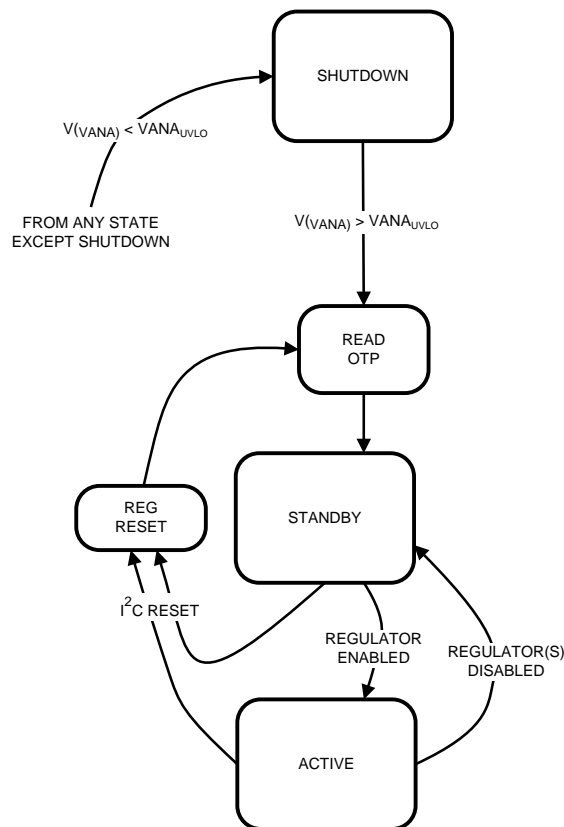 SHUTDOWN
V(VANA) < VANAUVLO
FROM ANY STATE
EXCEPT SHUTDOWN
V(VANA) > VANAUVLO
READ
OTP
REG
RESET
STANDBY
I2C RESET
REGULATOR
ENABLED
REGULATOR(S)
DISABLED
ACTIVE